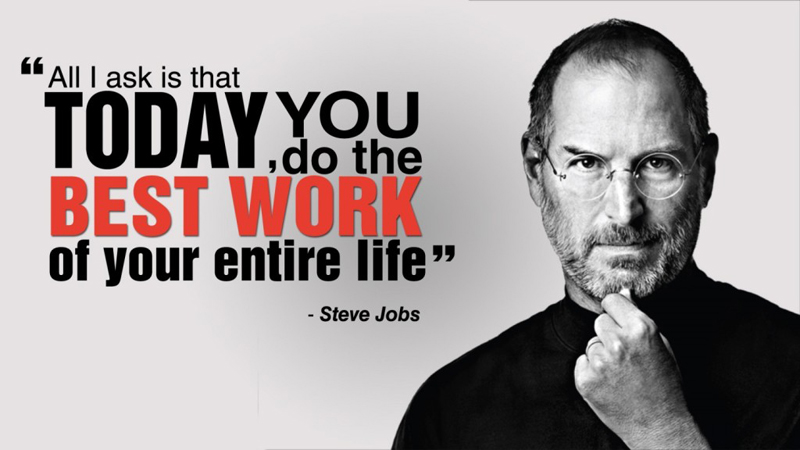 “All I ask is that
TODAY YOU
, do the
BEST WORK
of your entire life”
- Steve Jobs